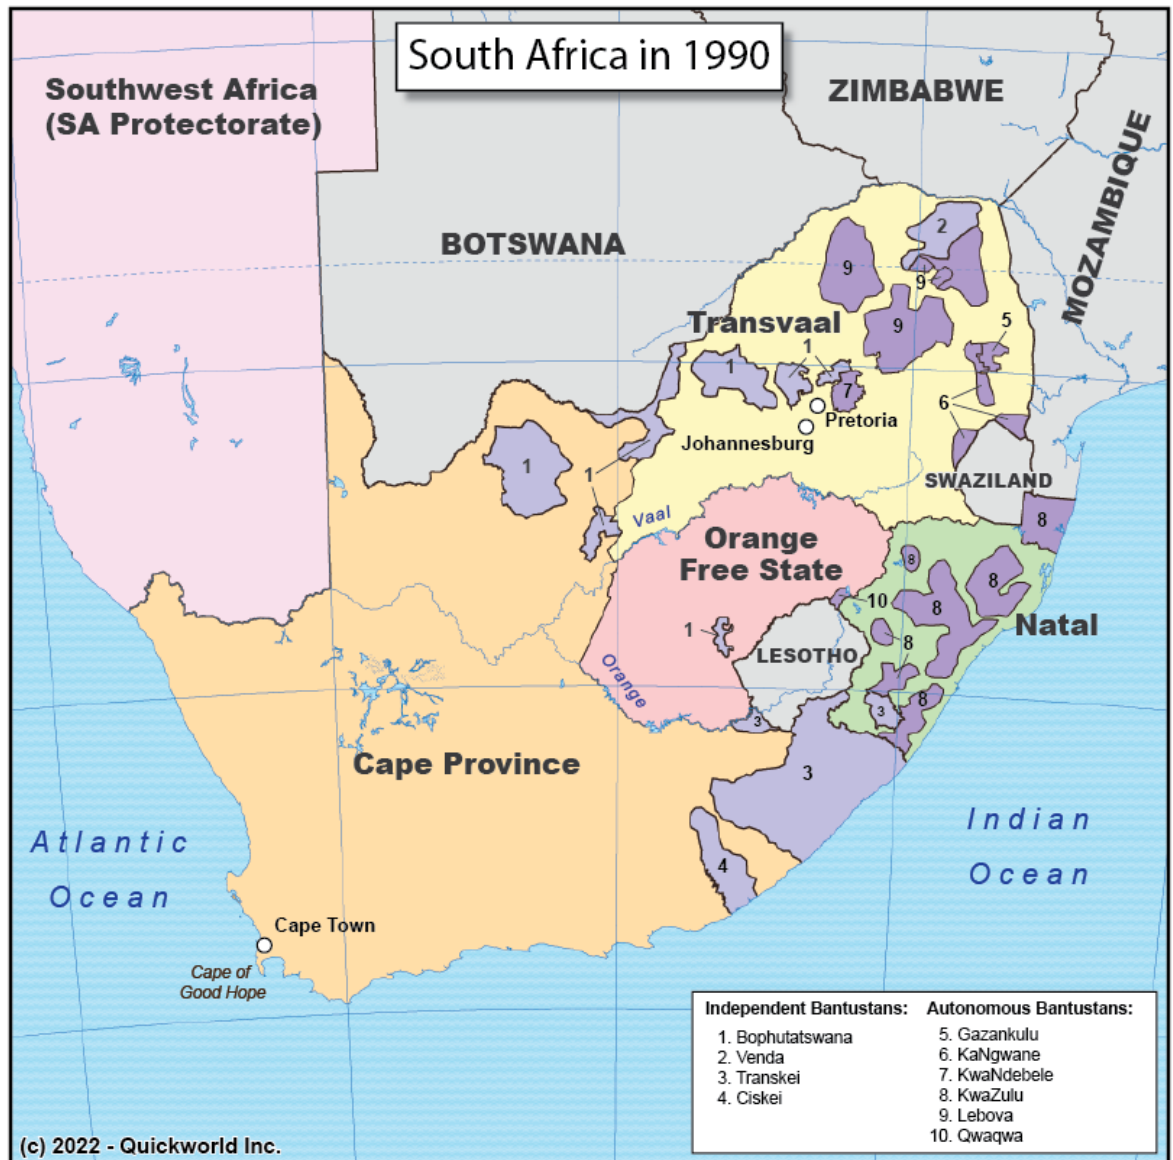 South Africa in 1990
Southwest Africa
(SA Protectorate)
ZIMBABWE
MOZAMBIQUE
BOTSWANA
2
9
9
Transvaal
9
5
1
1
7
6
Pretoria
Johannesburg
1
1
SWAZILAND
8
Vaal
Orange
Free State
8
8
10
8
Natal
1
8
LESOTHO
Orange
8
3
3
Cape Province
3
Indian
Ocean
Atlantic
Ocean
4
Cape Town
Cape of
Good Hope
Independent Bantustans:
1. Bophutatswana
2. Venda
3. Transkei
4. Ciskei
Autonomous Bantustans:
5. Gazankulu
6. KaNgwane
7. KwaNdebele
8. KwaZulu
9. Lebova
10. Qwaqwa
(c) 2022 - Quickworld Inc.